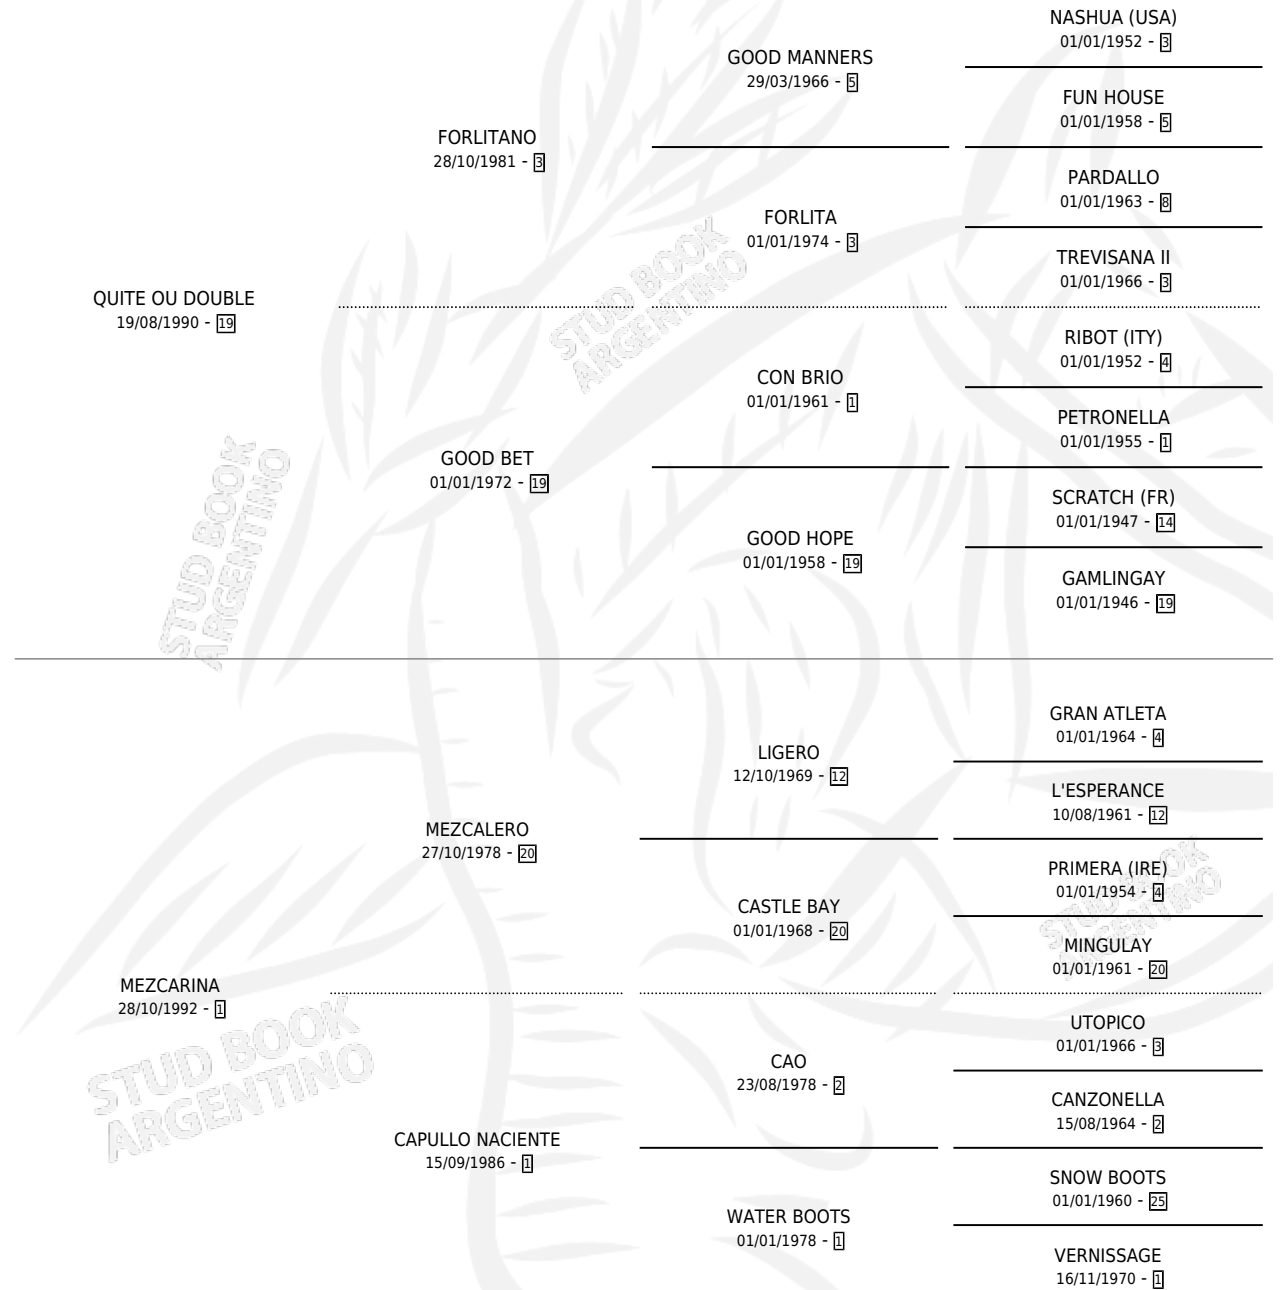 NASHUA (USA)
01/01/1952 - 3
GOOD MANNERS
29/03/1966 - 5
FUN HOUSE
01/01/1958 - 5
FORLITANO
28/10/1981 - 3
PARDALLO
01/01/1963 - 8
FORLITA
01/01/1974 - 3
TREVISANA II
01/01/1966 - 3
QUITE OU DOUBLE
19/08/1990 - 19
RIBOT (ITY)
01/01/1952 - 4
CON BRIO
01/01/1961 - 1
PETRONELLA
01/01/1955 - 1
GOOD BET
01/01/1972 - 19
SCRATCH (FR)
01/01/1947 - 14
GOOD HOPE
01/01/1958 - 19
GAMLINGAY
01/01/1946 - 19
GRAN ATLETA
01/01/1964 - 4
LIGERO
12/10/1969 - 12
L'ESPERANCE
10/08/1961 - 12
MEZCALERO
27/10/1978 - 20
PRIMERA (IRE)
01/01/1954 - 4
CASTLE BAY
01/01/1968 - 20
MINGULAY
01/01/1961 - 20
MEZCARINA
28/10/1992 - 1
UTOPICO
01/01/1966 - 3
CAO
23/08/1978 - 2
CANZONELLA
15/08/1964 - 2
CAPULLO NACIENTE
15/09/1986 - 1
SNOW BOOTS
01/01/1960 - 25
WATER BOOTS
01/01/1978 - 1
VERNISSAGE
16/11/1970 - 1
STUD BOOK
ARGENTINO
STUD BOOK
ARGENTINO
STUD BOOK
ARGENTINO
STUD BOOK
ARGENTINO